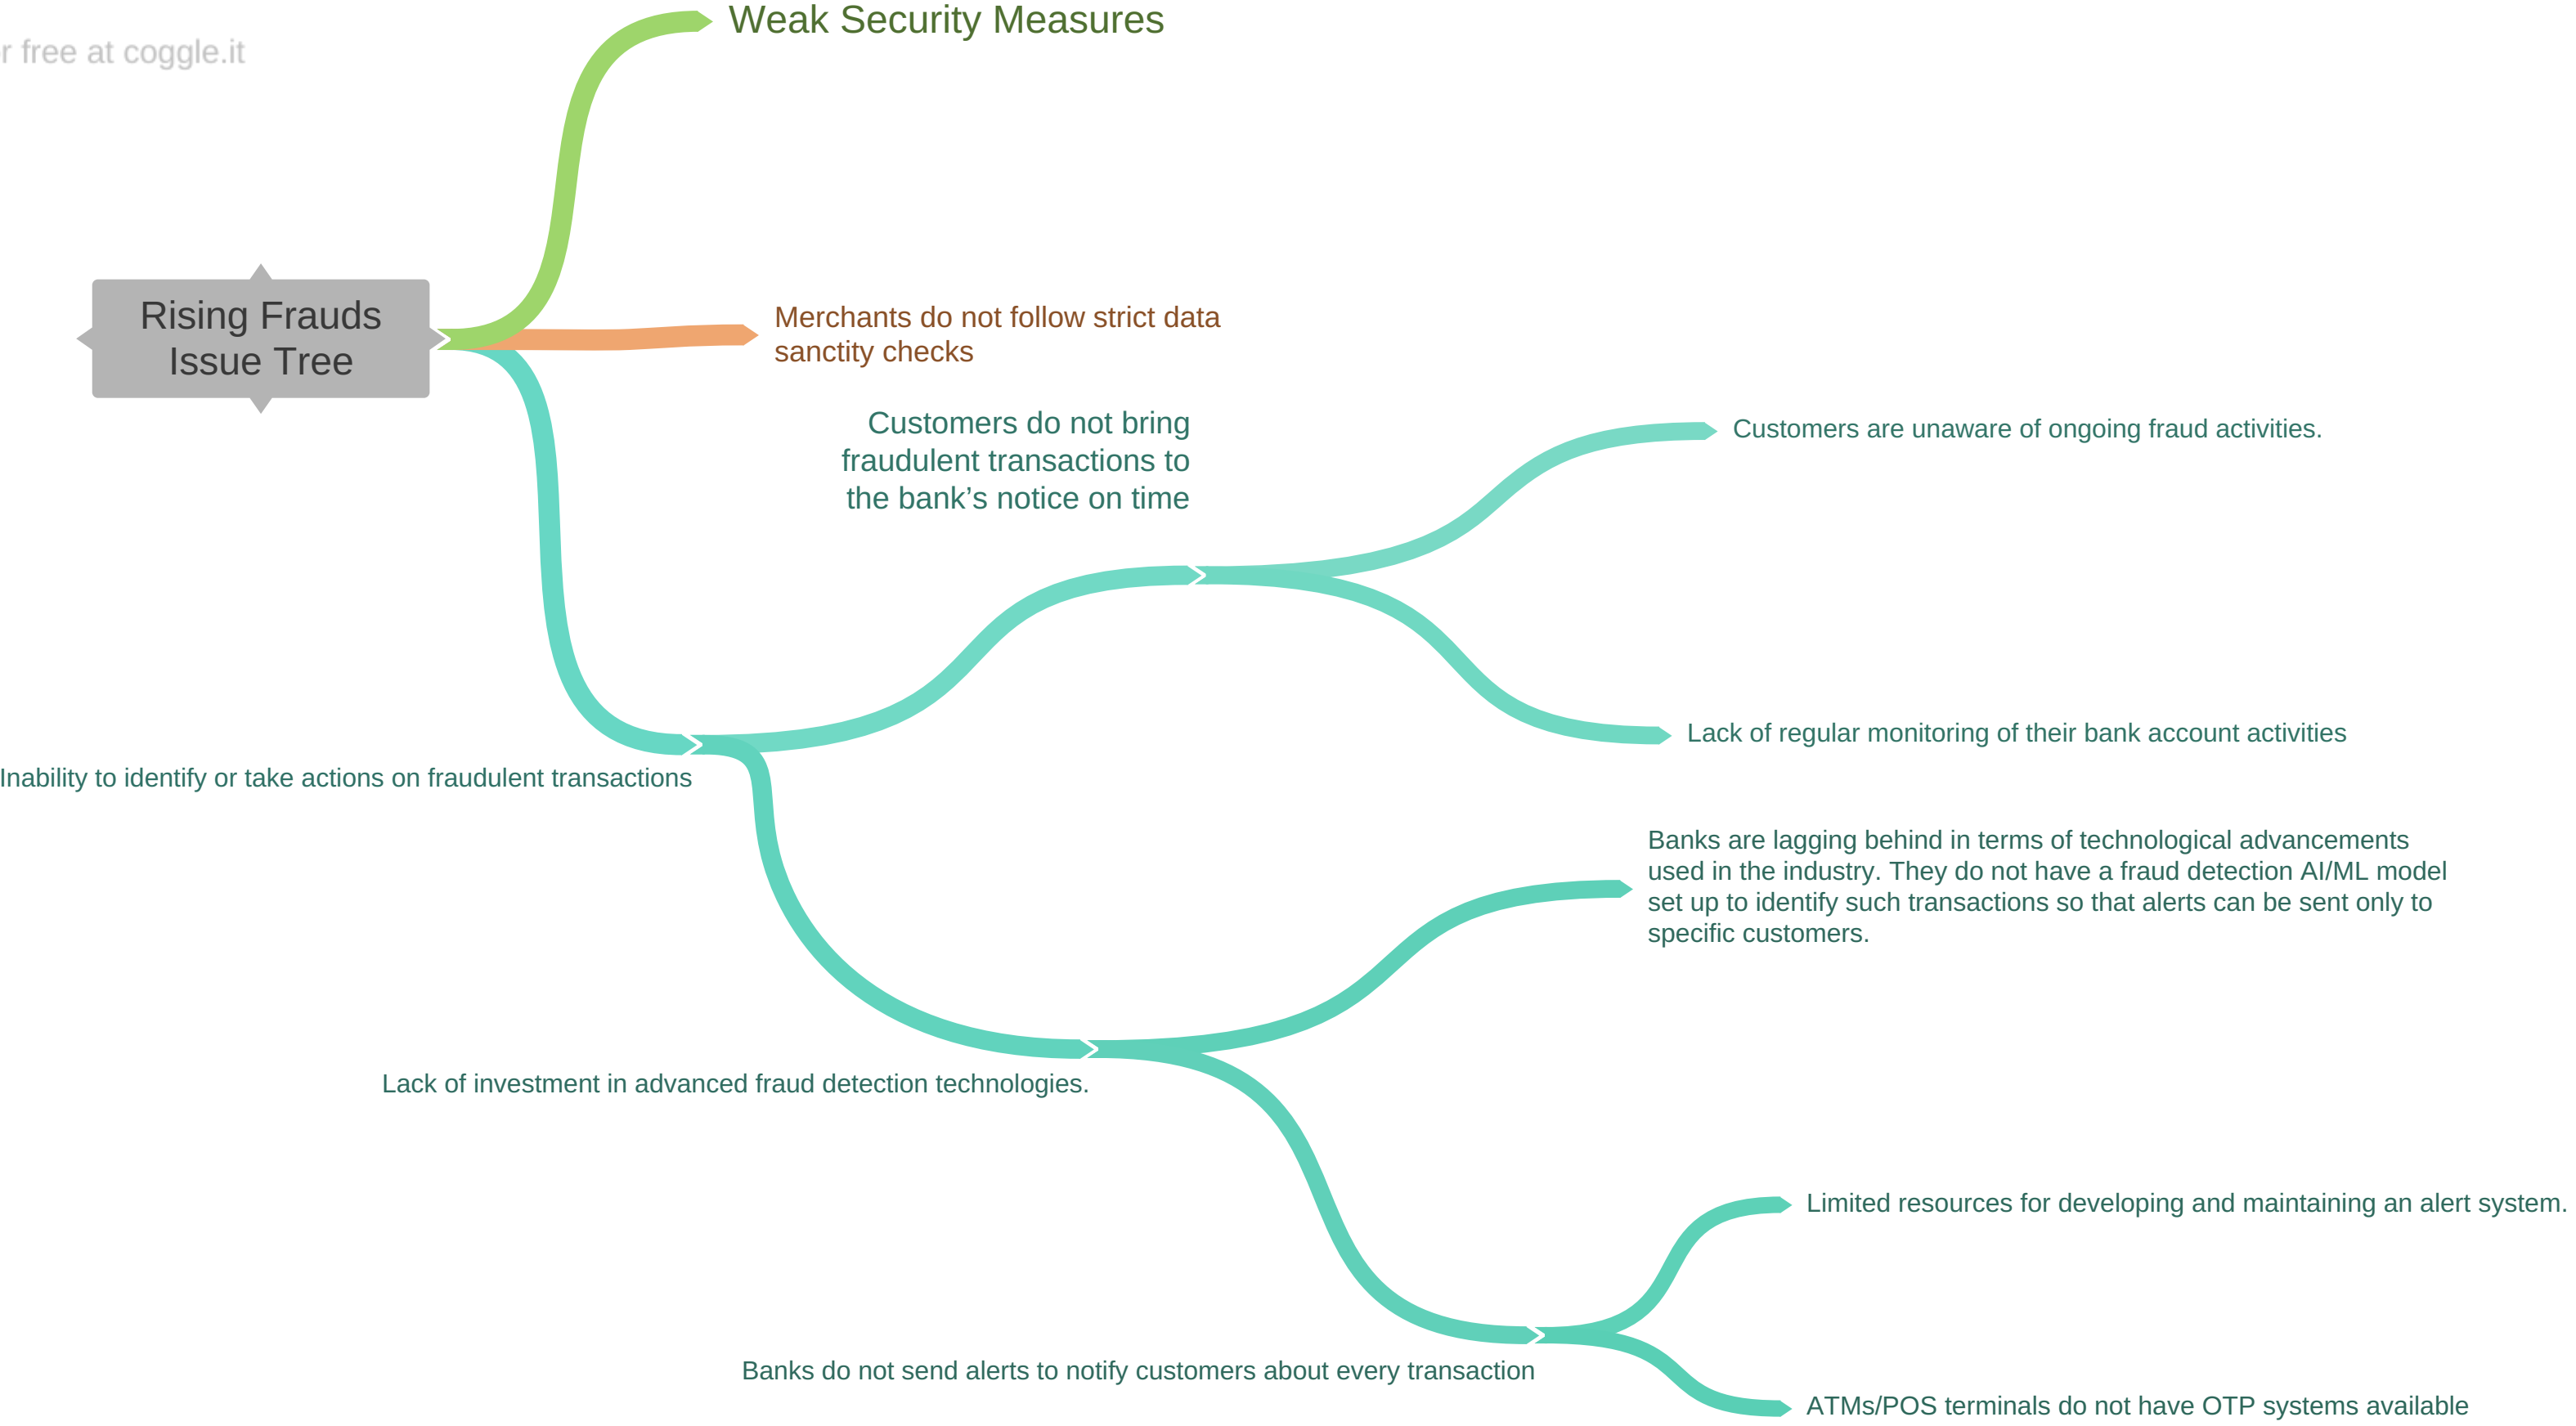 Weak Security Measures
r free at coggle.it
Rising Frauds
Issue Tree
Merchants do not follow strict data
sanctity checks
Customers do not bring
fraudulent transactions to
the bank’s notice on time
Customers are unaware of ongoing fraud activities.
Lack of regular monitoring of their bank account activities
Inability to identify or take actions on fraudulent transactions
Banks are lagging behind in terms of technological advancements
used in the industry. They do not have a fraud detection AI/ML model
set up to identify such transactions so that alerts can be sent only to
specific customers.
Lack of investment in advanced fraud detection technologies.
Limited resources for developing and maintaining an alert system.
Banks do not send alerts to notify customers about every transaction
ATMs/POS terminals do not have OTP systems available